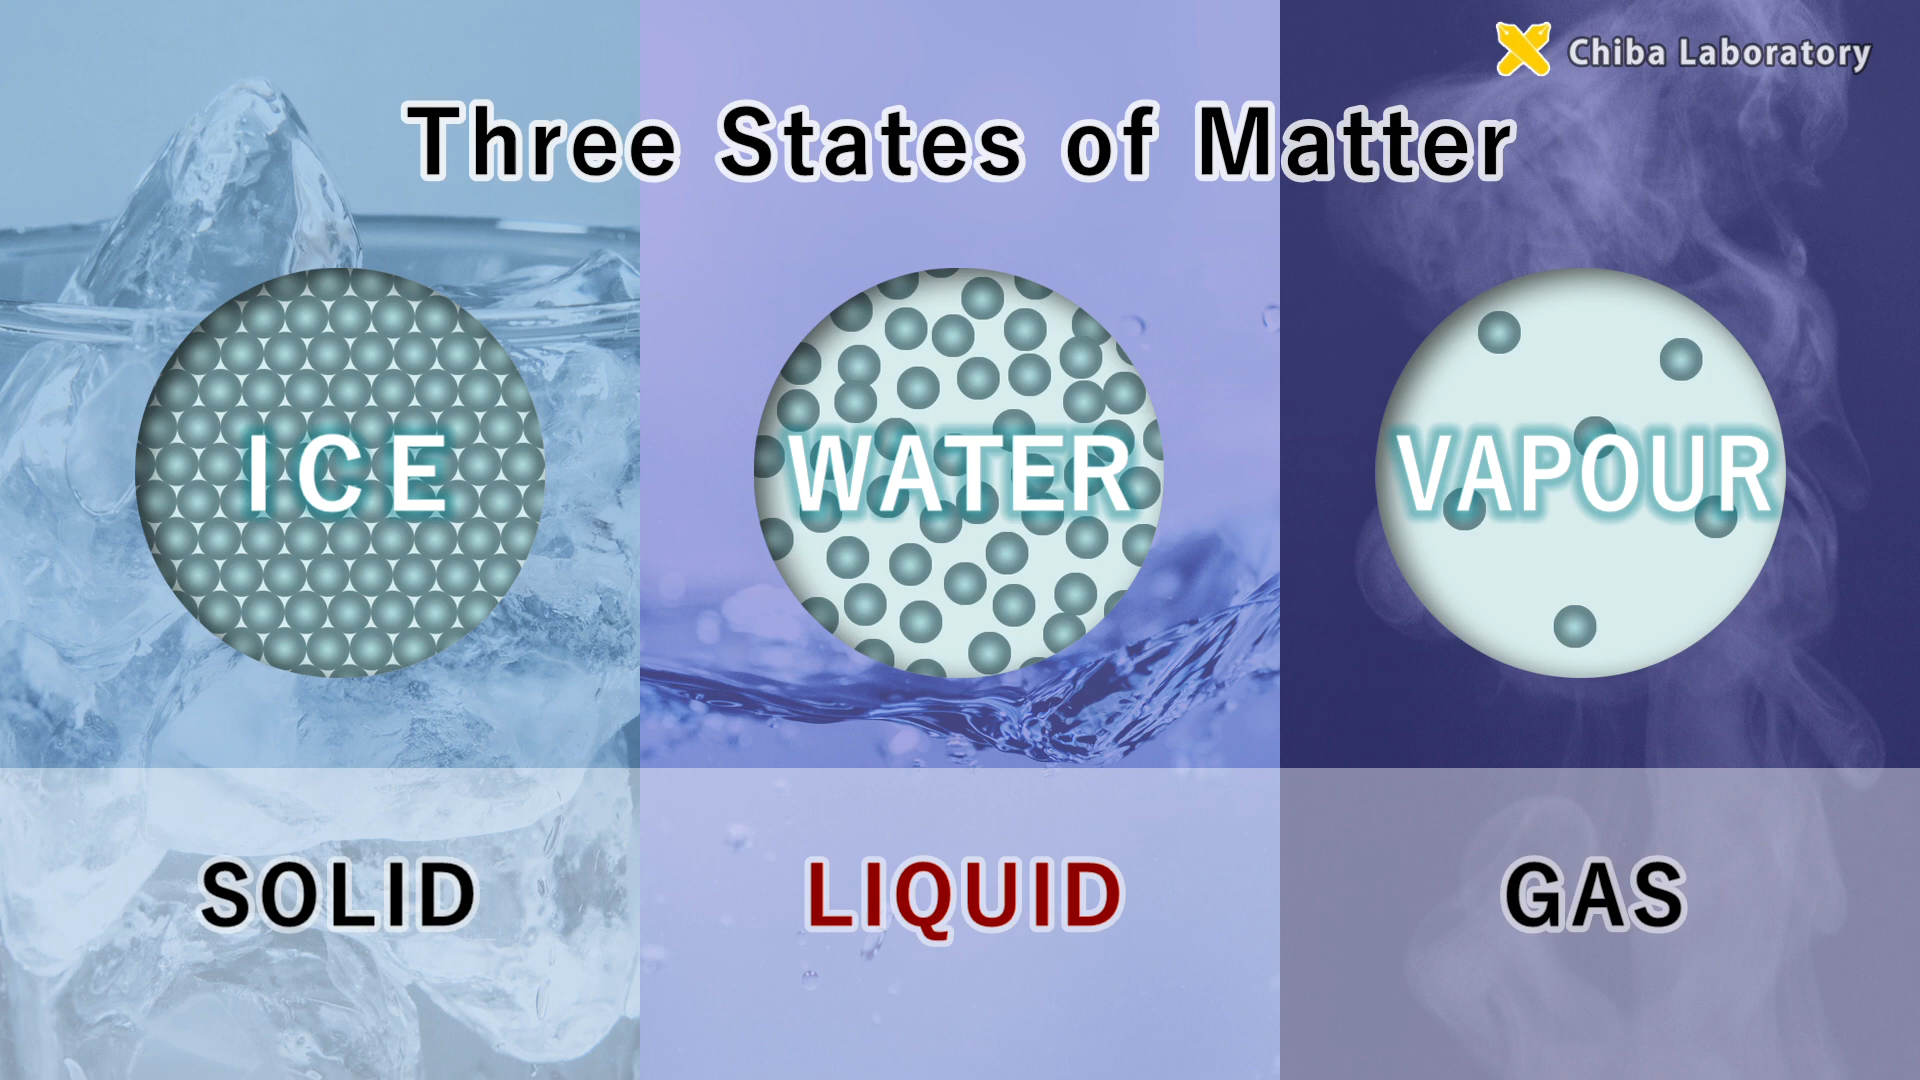 Chiba Laboratory
Three States of Matter
ICE
WATER
VAPOUR
SOLID
LIQUID
GAS